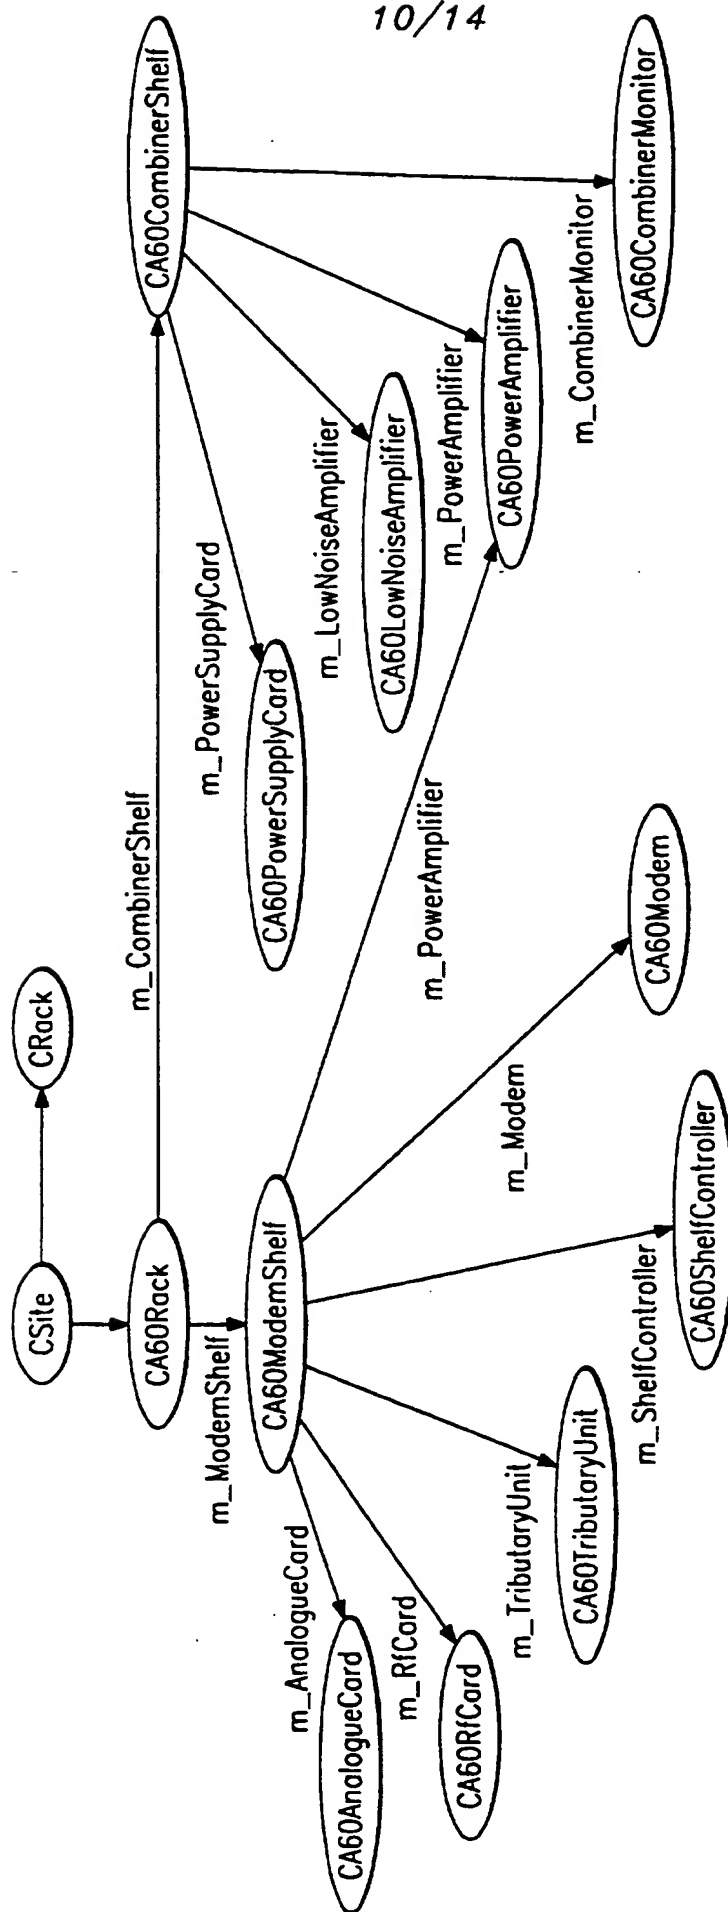 10/14
CSite
CRack
CA60Rack
m_CombinerShelf
CA60CombinerShelf
m_ModemShelf
CA60ModemShelf
m_PowerSupplyCard
CA60PowerSupplyCard
m_LowNoiseAmplifier
CA60LowNoiseAmplifier
m_PowerAmplifier
CA60PowerAmplifier
m_CombinerMonitor
CA60CombinerMonitor
m_AnalogueCard
CA60AnalogueCard
m_RfCard
CA60RfCard
m_TributaryUnit
CA60TributaryUnit
m_ShelfController
CA60ShelfController
m_Modem
CA60Modem
m_PowerAmplifier